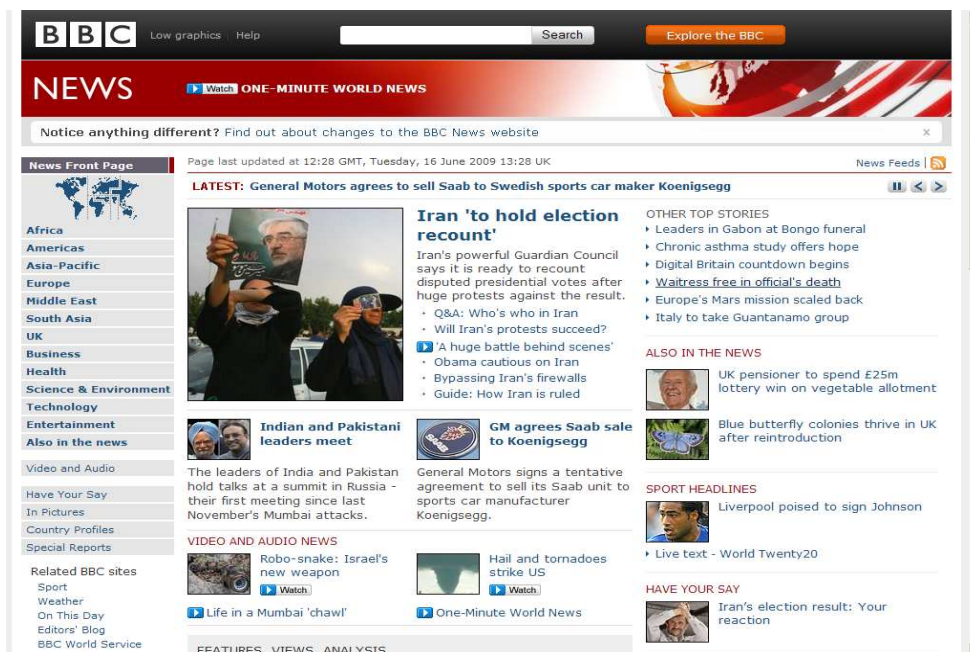 BBC Low graphics Help Search Explore the BBC
NEWS Watch ONE-MINUTE WORLD NEWS
Notice anything different? Find out about changes to the BBC News website x
News Front Page
Africa
Americas
Asia-Pacific
Europe
Middle East
South Asia
UK
Business
Health
Science & Environment
Technology
Entertainment
Also in the news
Video and Audio
Have Your Say
In Pictures
Country Profiles
Special Reports
Related BBC sites
Sport
Weather
On This Day
Editors' Blog
BBC World Service
Page last updated at 12:28 GMT, Tuesday, 16 June 2009 13:28 UK
News Feeds
LATEST: General Motors agrees to sell Saab to Swedish sports car maker Koenigsegg
Iran 'to hold election
recount'
Iran's powerful Guardian Council
says it is ready to recount
disputed presidential votes after
huge protests against the result.
Q&A: Who's who in Iran
Will Iran's protests succeed?
'A huge battle behind scenes'
Obama cautious on Iran
Bypassing Iran's firewalls
Guide: How Iran is ruled
Indian and Pakistani
leaders meet
The leaders of India and Pakistan
hold talks at a summit in Russia -
their first meeting since last
November's Mumbai attacks.
SAAB
GM agrees Saab sale
to Koenigsegg
General Motors signs a tentative
agreement to sell its Saab unit to
sports car manufacturer
Koenigsegg.
VIDEO AND AUDIO NEWS
Robo-snake: Israel's
new weapon
Watch
Hail and tornadoes
strike US
Watch
Life in a Mumbai 'chawl'
One-Minute World News
FEATURES, VIEWS, ANALYSIS
OTHER TOP STORIES
Leaders in Gabon at Bongo funeral
Chronic asthma study offers hope
Digital Britain countdown begins
Waitress free in official's death
Europe's Mars mission scaled back
Italy to take Guantanamo group
ALSO IN THE NEWS
UK pensioner to spend £25m
lottery win on vegetable allotment
Blue butterfly colonies thrive in UK
after reintroduction
SPORT HEADLINES
Liverpool poised to sign Johnson
Live text - World Twenty20
HAVE YOUR SAY
Iran's election result: Your
reaction